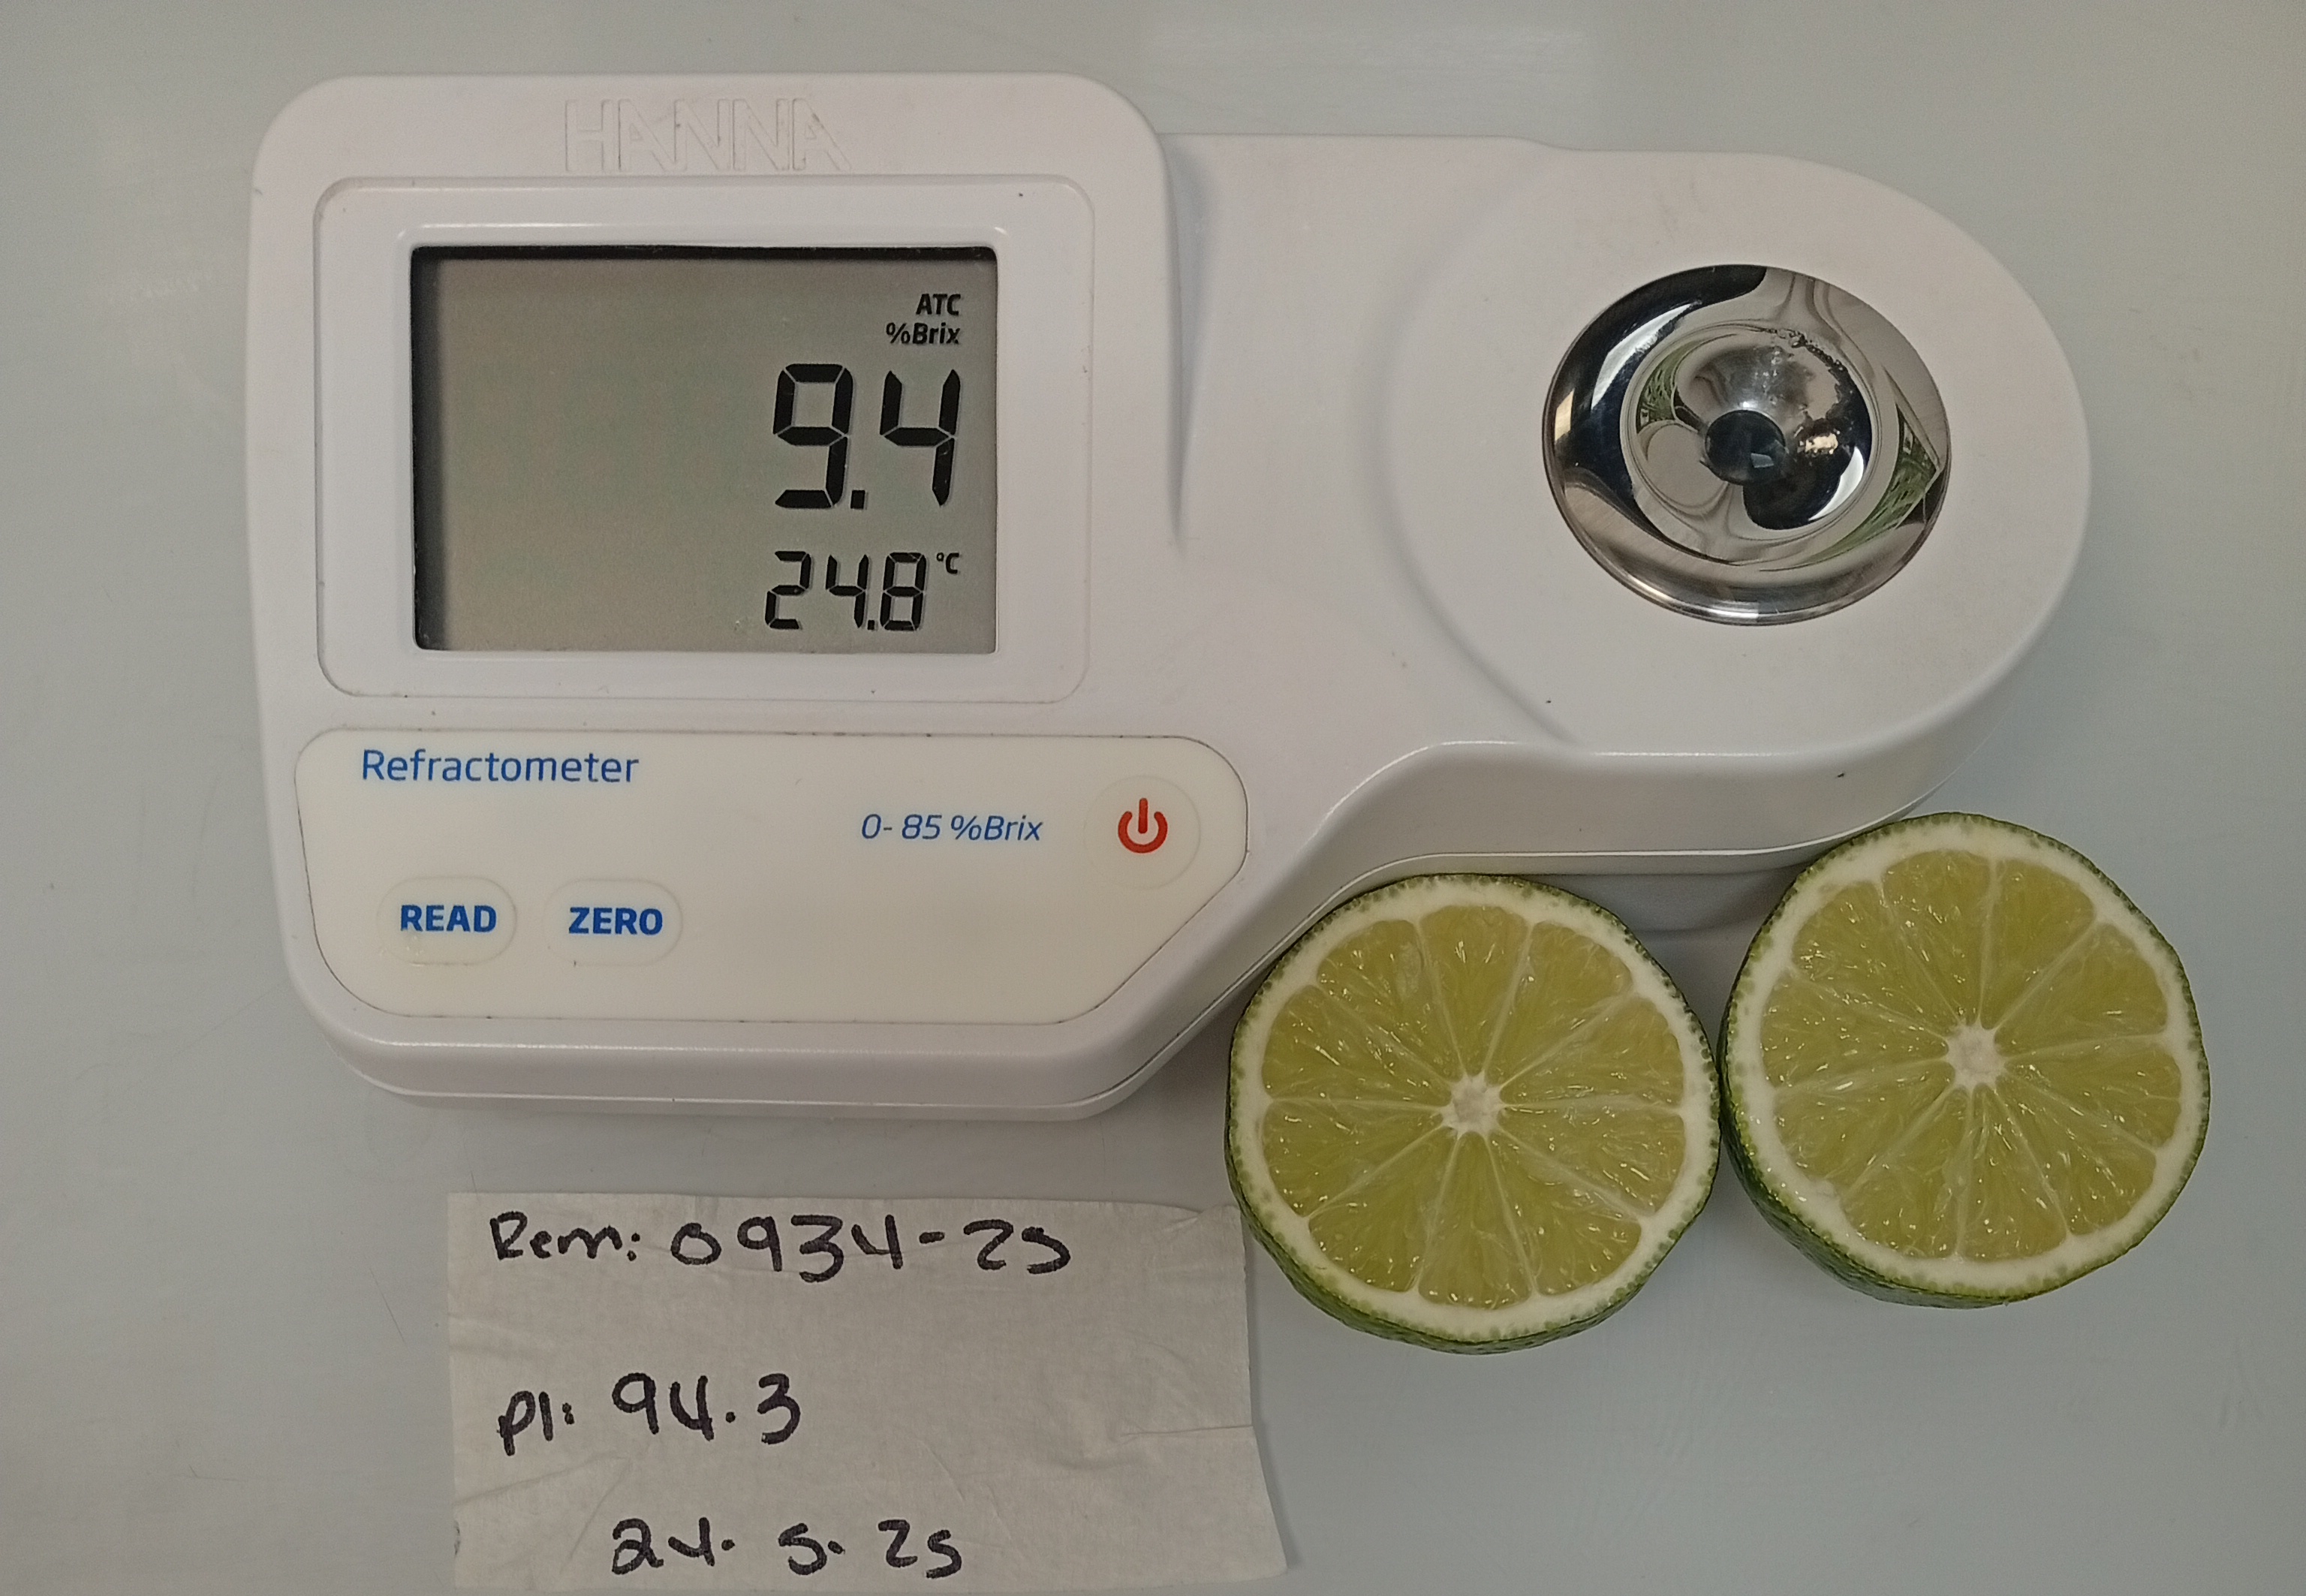 HANNA
ATC
%Brix
9.4
24.8°C
Refractometer
0-85 %Brix
READ ZERO
Rem: 0934-25
Pl: 94.3
24. 5. 25